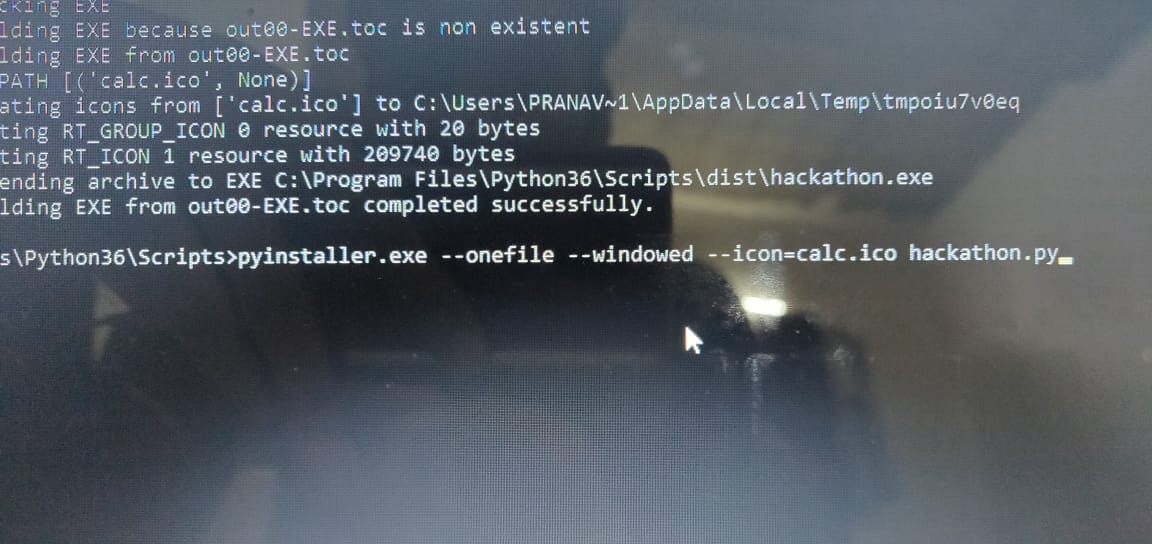 cking EXE
lding EXE because out00-EXE.toc is non existent
lding EXE from out00-EXE.toc
PATH [('calc.ico', None)]
ating icons from ['calc.ico'] to C:\Users\PRANAV~1\AppData\Local\Temp\tmpoiu7v0eq
ting RT_GROUP_ICON 0 resource with 20 bytes
ting RT_ICON 1 resource with 209740 bytes
ending archive to EXE C:\Program Files\Python36\Scripts\dist\hackathon.exe
lding EXE from out00-EXE.toc completed successfully.
s\Python36\Scripts>pyinstaller.exe --onefile --windowed --icon=calc.ico hackathon.py